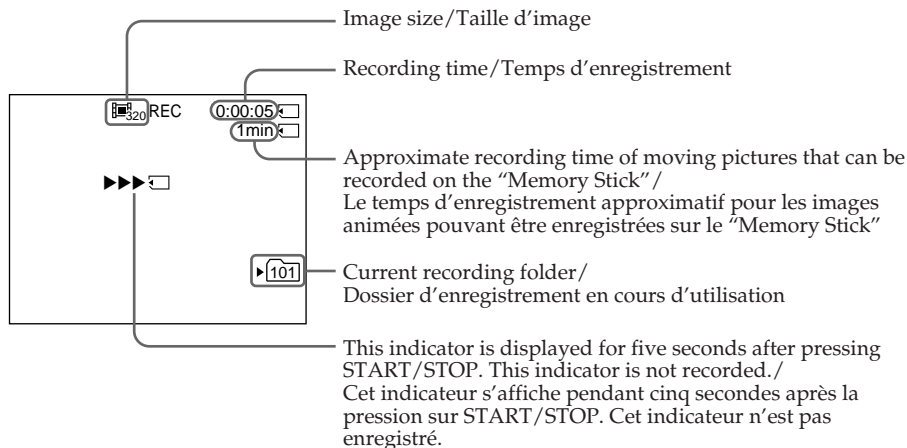 Image size/Taille d'image
Recording time/Temps d'enregistrement
320 REC 0:00:05
1min
Approximate recording time of moving pictures that can be
recorded on the “Memory Stick”/
Le temps d'enregistrement approximatif pour les images
animées pouvant être enregistrées sur le “Memory Stick”
101
Current recording folder/
Dossier d'enregistrement en cours d'utilisation
This indicator is displayed for five seconds after pressing
START/STOP. This indicator is not recorded./
Cet indicateur s'affiche pendant cinq secondes après la
pression sur START/STOP. Cet indicateur n'est pas
enregistré.